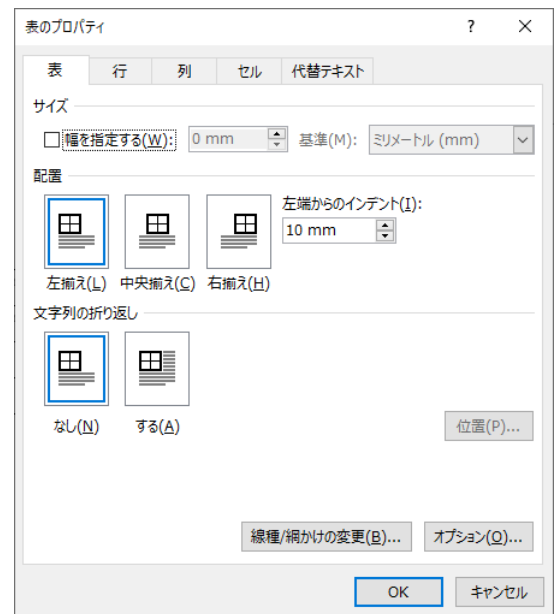 表のプロパティ ? ×
表 行 列 セル 代替テキスト
サイズ
幅を指定する(W): 0 mm 基準(M): ミリメートル (mm)
配置
左端からのインデント(I):
10 mm
左揃え(L) 中央揃え(C) 右揃え(H)
文字列の折り返し
なし(N) する(A)
位置(P)...
線種/網かけの変更(B)... オプション(O)...
OK キャンセル